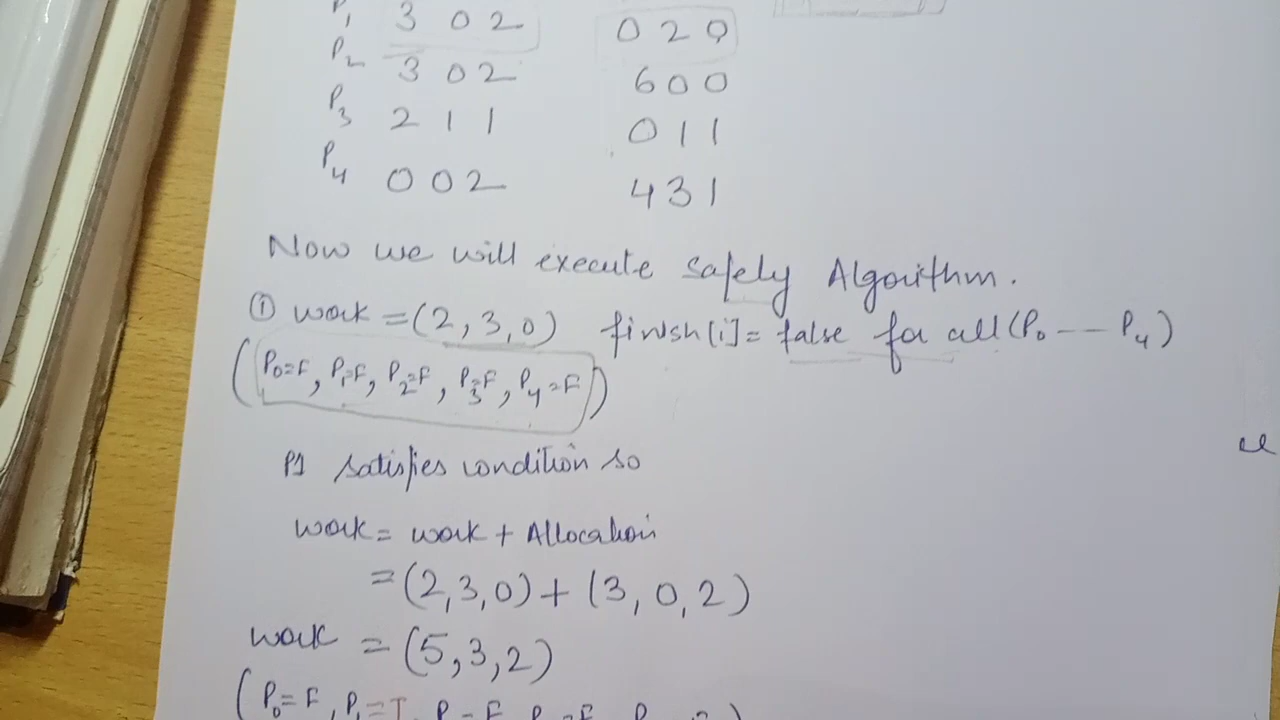 P1 3 0 2 0 2 0
P2 3 0 2 6 0 0
P3 2 1 1 0 1 1
P4 0 0 2 4 3 1
Now we will execute Safely Algorithm.
① work = (2, 3, 0) finish[i] = false for all (P0 --- P4)
(P0=F, P1=F, P2=F, P3=F, P4=F)
P1 satisfies condition so
work = work + Allocation
= (2, 3, 0) + (3, 0, 2)
work = (5, 3, 2)
(P0=F, P1=T,